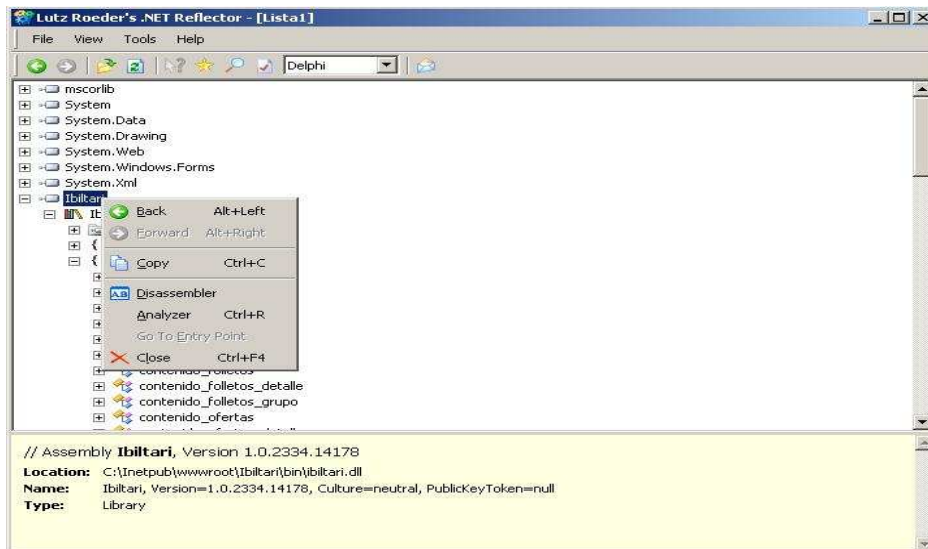 Lutz Roeder's .NET Reflector - [Lista1]
File View Tools Help
Delphi
mscorlib
System
System.Data
System.Drawing
System.Web
System.Windows.Forms
System.Xml
Ibiltari
Back Alt+Left
Forward Alt+Right
Copy Ctrl+C
Disassembler
Analyzer Ctrl+R
Go To Entry Point
Close Ctrl+F4
contenido_folletos
contenido_folletos_detalle
contenido_folletos_grupo
contenido_ofertas
// Assembly Ibiltari, Version 1.0.2334.14178
Location: C:\Inetpub\wwwroot\Ibiltari\bin\ibiltari.dll
Name: Ibiltari, Version=1.0.2334.14178, Culture=neutral, PublicKeyToken=null
Type: Library